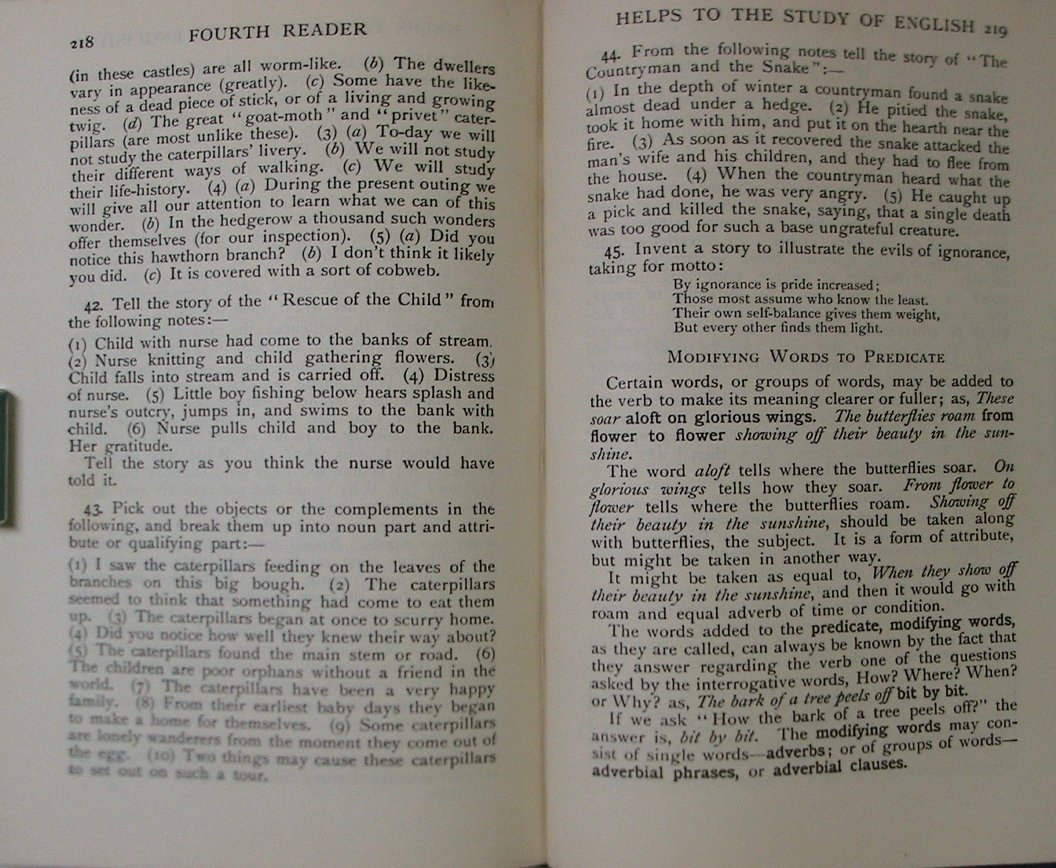 218
FOURTH READER
(in these castles) are all worm-like. (b) The dwellers
vary in appearance (greatly). (c) Some have the like-
ness of a dead piece of stick, or of a living and growing
twig. (d) The great "goat-moth" and "privet" cater-
pillars (are most unlike these). (3) (a) To-day we will
not study the caterpillars' livery. (b) We will not study
their different ways of walking. (c) We will study
their life-history. (4) (a) During the present outing we
will give all our attention to learn what we can of this
wonder. (b) In the hedgerow a thousand such wonders
offer themselves (for our inspection). (5) (a) Did you
notice this hawthorn branch? (b) I don't think it likely
you did. (c) It is covered with a sort of cobweb.
42. Tell the story of the "Rescue of the Child" from
the following notes:—
(1) Child with nurse had come to the banks of stream.
(2) Nurse knitting and child gathering flowers. (3)
Child falls into stream and is carried off. (4) Distress
of nurse. (5) Little boy fishing below hears splash and
nurse's outcry, jumps in, and swims to the bank with
child. (6) Nurse pulls child and boy to the bank.
Her gratitude.
Tell the story as you think the nurse would have
told it.
43. Pick out the objects or the complements in the
following, and break them up into noun part and attri-
bute or qualifying part:—
(1) I saw the caterpillars feeding on the leaves of the
branches on this big bough. (2) The caterpillars
seemed to think that something had come to eat them
up. (3) The caterpillars began at once to scurry home.
(4) Did you notice how well they knew their way about?
(5) The caterpillars found the main stem or road. (6)
The children are poor orphans without a friend in the
world. (7) The caterpillars have been a very happy
family. (8) From their earliest baby days they began
to make a home for themselves. (9) Some caterpillars
are lonely wanderers from the moment they come out of
the egg. (10) Two things may cause these caterpillars
to set out on such a tour.
HELPS TO THE STUDY OF ENGLISH 219
44. From the following notes tell the story of "The
Countryman and the Snake":—
(1) In the depth of winter a countryman found a snake
almost dead under a hedge. (2) He pitied the snake,
took it home with him, and put it on the hearth near the
fire. (3) As soon as it recovered the snake attacked the
man's wife and his children, and they had to flee from
the house. (4) When the countryman heard what the
snake had done, he was very angry. (5) He caught up
a pick and killed the snake, saying, that a single death
was too good for such a base ungrateful creature.
45. Invent a story to illustrate the evils of ignorance,
taking for motto:
By ignorance is pride increased;
Those most assume who know the least.
Their own self-balance gives them weight,
But every other finds them light.
MODIFYING WORDS TO PREDICATE
Certain words, or groups of words, may be added to
the verb to make its meaning clearer or fuller; as, These
soar aloft on glorious wings. The butterflies roam from
flower to flower showing off their beauty in the sun-
shine.
The word aloft tells where the butterflies soar. On
glorious wings tells how they soar. From flower to
flower tells where the butterflies roam. Showing off
their beauty in the sunshine, should be taken along
with butterflies, the subject. It is a form of attribute,
but might be taken in another way.
It might be taken as equal to, When they show off
their beauty in the sunshine, and then it would go with
roam and equal adverb of time or condition.
The words added to the predicate, modifying words,
as they are called, can always be known by the fact that
they answer regarding the verb one of the questions
asked by the interrogative words, How? Where? When?
or Why? as, The bark of a tree peels off bit by bit.
If we ask "How the bark of a tree peels off?" the
answer is, bit by bit. The modifying words may con-
sist of single words—adverbs; or of groups of words—
adverbial phrases, or adverbial clauses.